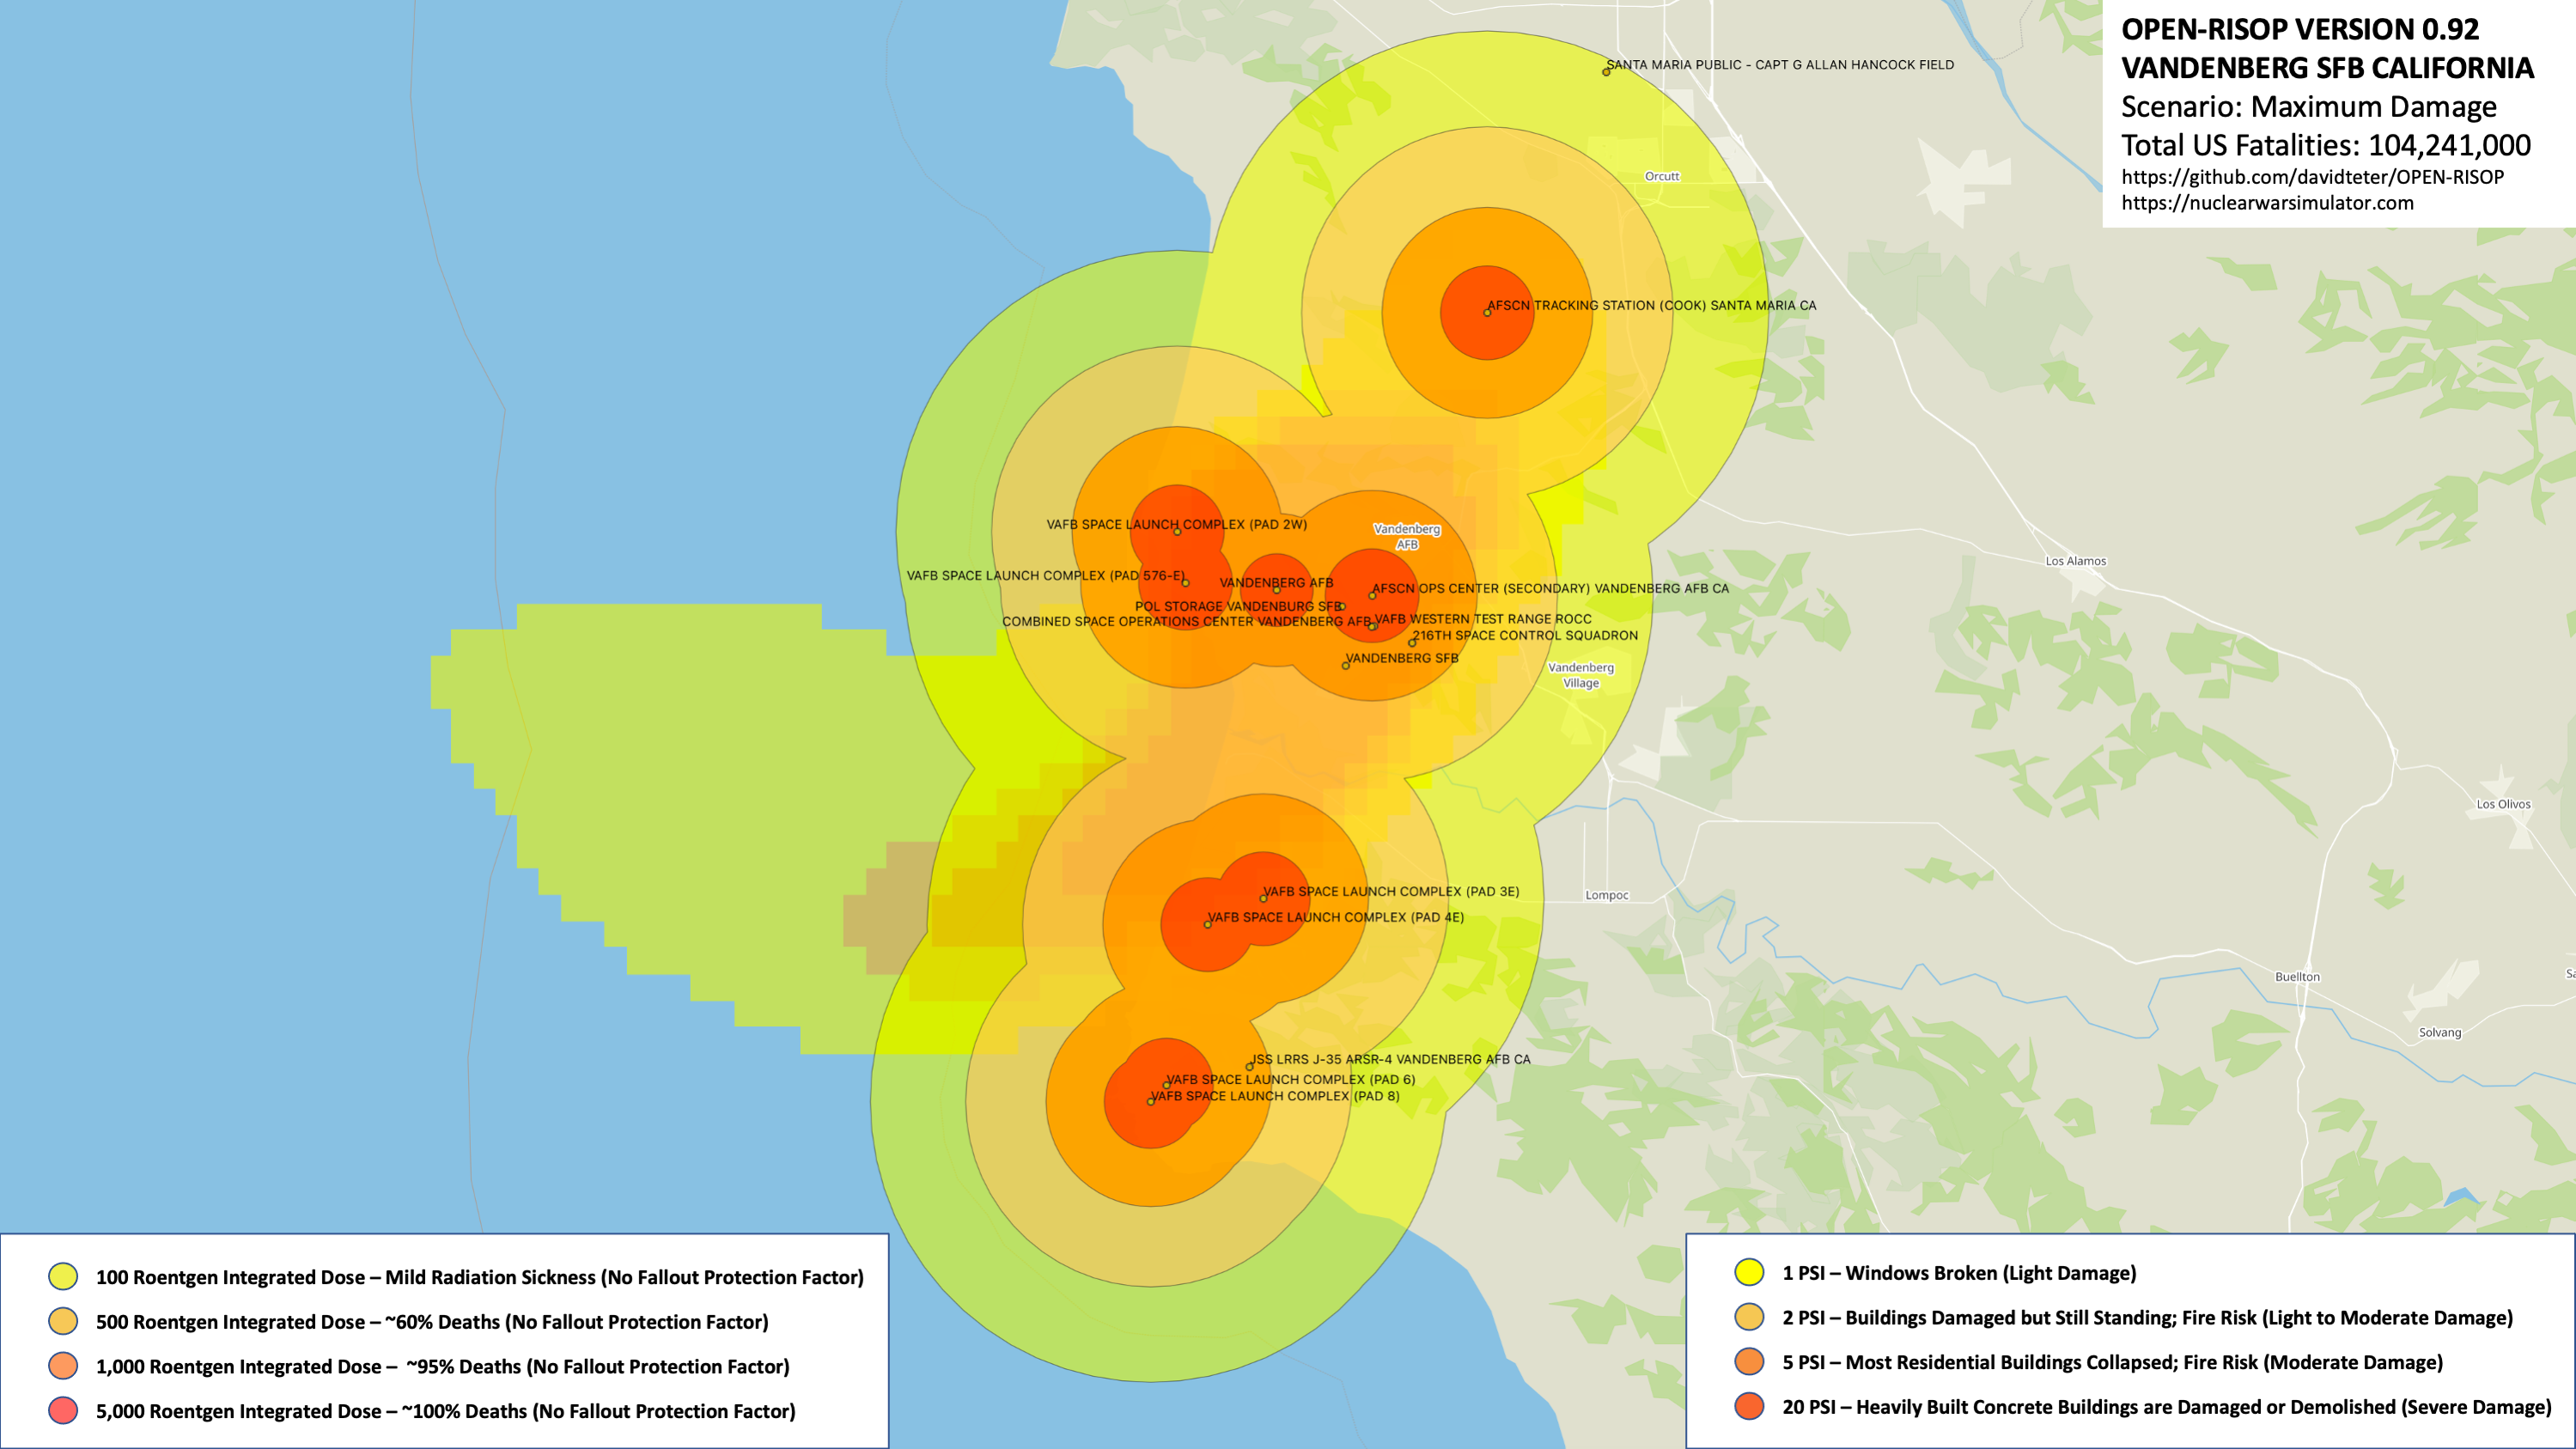 OPEN-RISOP VERSION 0.92
VANDENBERG SFB CALIFORNIA
Scenario: Maximum Damage
Total US Fatalities: 104,241,000
https://github.com/davidteter/OPEN-RISOP
https://nuclearwarsimulator.com
SANTA MARIA PUBLIC - CAPT G ALLAN HANCOCK FIELD
Orcutt
AFSCN TRACKING STATION (COOK) SANTA MARIA CA
VAFB SPACE LAUNCH COMPLEX (PAD 2W)
Vandenberg
AFB
Los Alamos
VAFB SPACE LAUNCH COMPLEX (PAD 576-E)
VANDENBERG AFB
AFSCN OPS CENTER (SECONDARY) VANDENBERG AFB CA
POL STORAGE VANDENBURG SFB
COMBINED SPACE OPERATIONS CENTER VANDENBERG AFB
VAFB WESTERN TEST RANGE ROCC
216TH SPACE CONTROL SQUADRON
VANDENBERG SFB
Vandenberg
Village
Los Olivos
VAFB SPACE LAUNCH COMPLEX (PAD 3E)
Lompoc
VAFB SPACE LAUNCH COMPLEX (PAD 4E)
Buellton
Solvang
JSS LRRS J-35 ARSR-4 VANDENBERG AFB CA
VAFB SPACE LAUNCH COMPLEX (PAD 6)
VAFB SPACE LAUNCH COMPLEX (PAD 8)
100 Roentgen Integrated Dose – Mild Radiation Sickness (No Fallout Protection Factor)
500 Roentgen Integrated Dose – ~60% Deaths (No Fallout Protection Factor)
1,000 Roentgen Integrated Dose – ~95% Deaths (No Fallout Protection Factor)
5,000 Roentgen Integrated Dose – ~100% Deaths (No Fallout Protection Factor)
1 PSI – Windows Broken (Light Damage)
2 PSI – Buildings Damaged but Still Standing; Fire Risk (Light to Moderate Damage)
5 PSI – Most Residential Buildings Collapsed; Fire Risk (Moderate Damage)
20 PSI – Heavily Built Concrete Buildings are Damaged or Demolished (Severe Damage)